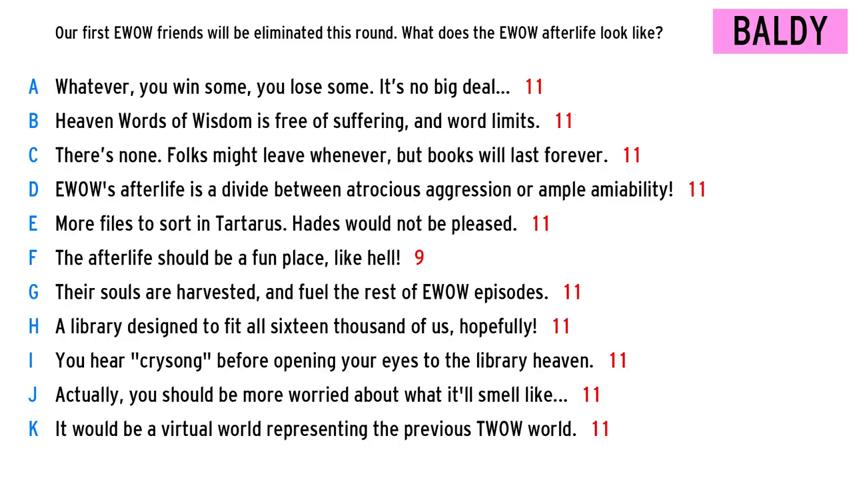 Our first EWOW friends will be eliminated this round. What does the EWOW afterlife look like?
BALDY
A Whatever, you win some, you lose some. It's no big deal... 11
B Heaven Words of Wisdom is free of suffering, and word limits. 11
C There's none. Folks might leave whenever, but books will last forever. 11
D EWOW's afterlife is a divide between atrocious aggression or ample amiability! 11
E More files to sort in Tartarus. Hades would not be pleased. 11
F The afterlife should be a fun place, like hell! 9
G Their souls are harvested, and fuel the rest of EWOW episodes. 11
H A library designed to fit all sixteen thousand of us, hopefully! 11
I You hear "crysong" before opening your eyes to the library heaven. 11
J Actually, you should be more worried about what it'll smell like... 11
K It would be a virtual world representing the previous TWOW world. 11